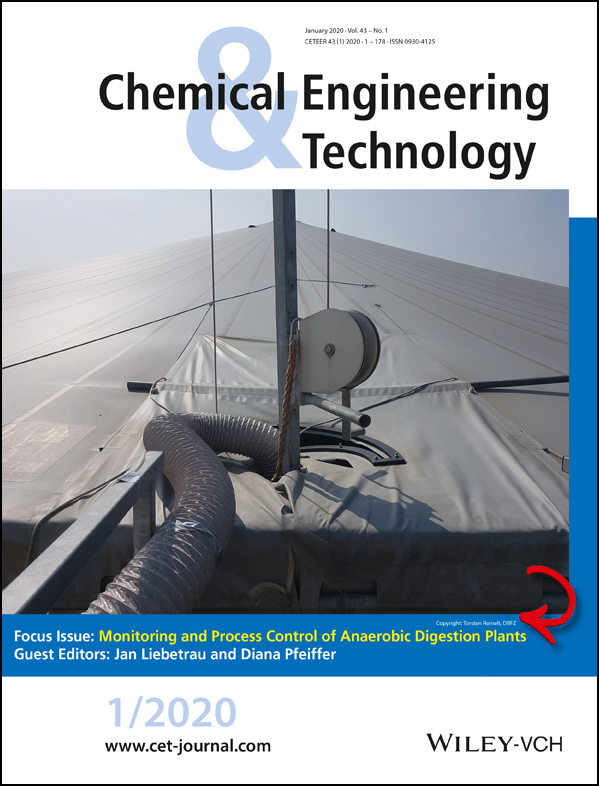 January 2020 · Vol. 43 – No. 1
CETEER 43 (1) 2020 · 1 – 178 · ISSN 0930-4125
&
Chemical Engineering
Technology
Copyright: Torsten Reinelt, DBFZ
Focus Issue: Monitoring and Process Control of Anaerobic Digestion Plants
Guest Editors: Jan Liebetrau and Diana Pfeiffer
1/2020
www.cet-journal.com
WILEY-VCH